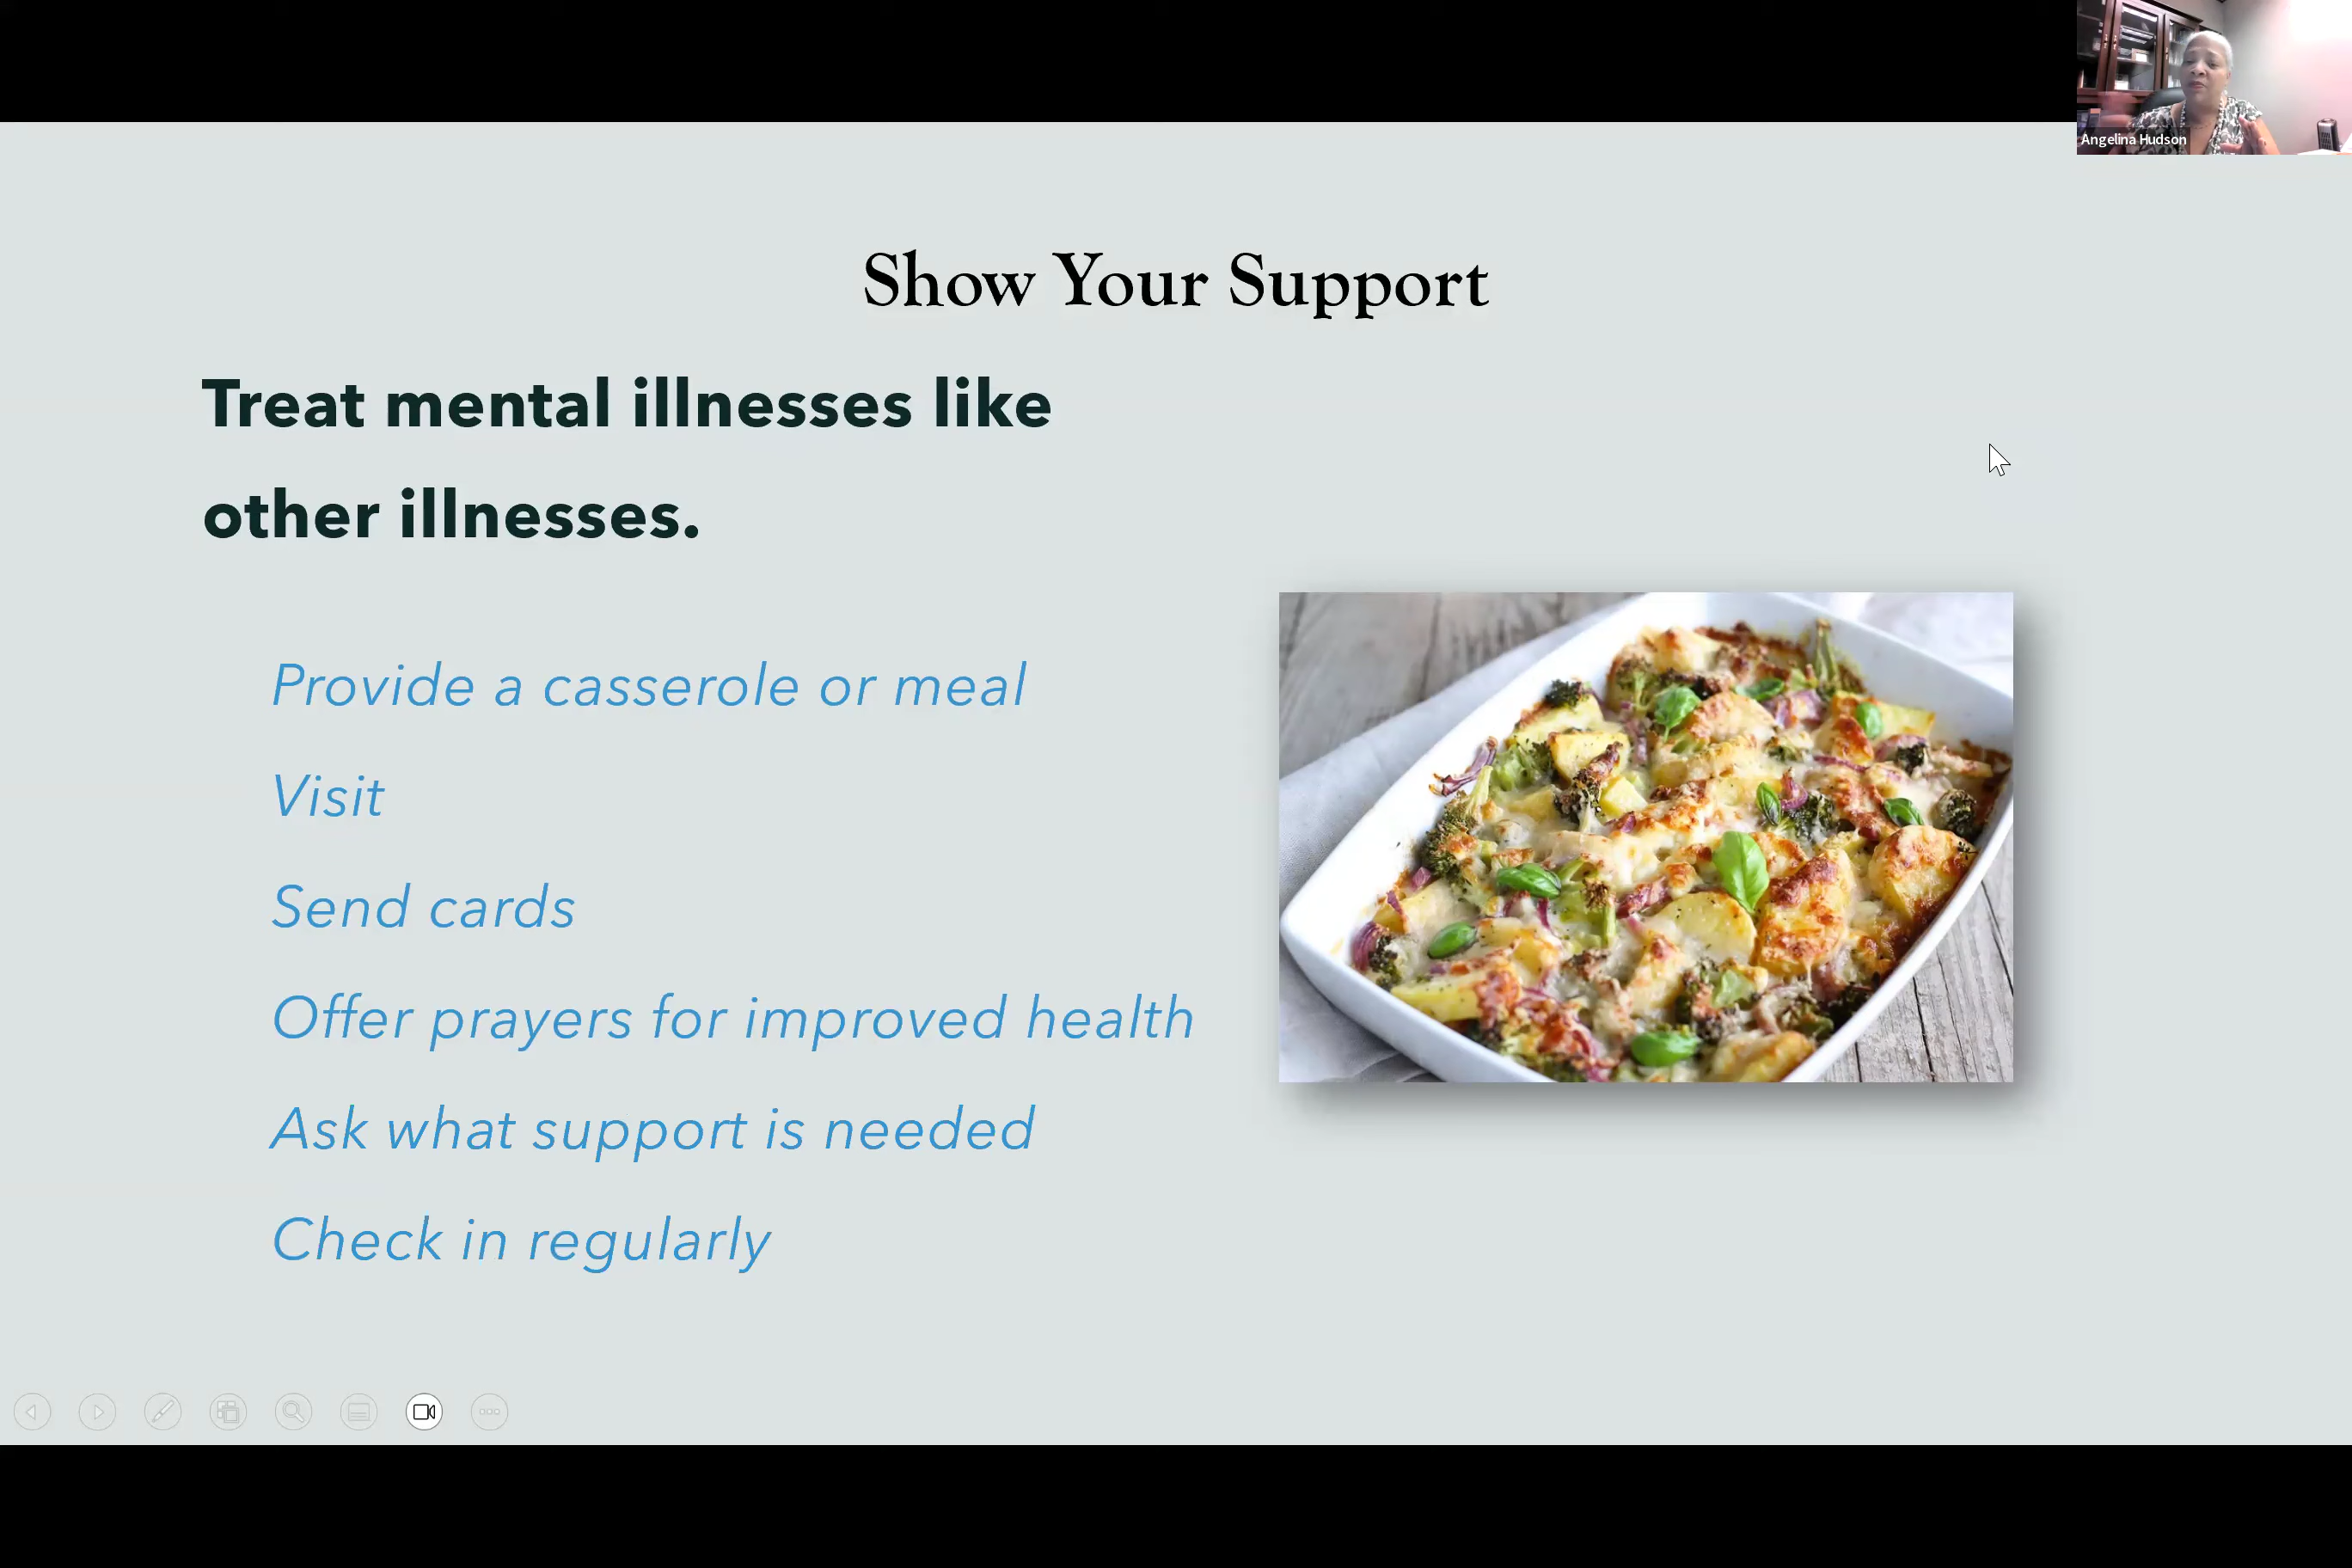 Angelina Hudson
Show Your Support
Treat mental illnesses like
other illnesses.
Provide a casserole or meal
Visit
Send cards
Offer prayers for improved health
Ask what support is needed
Check in regularly